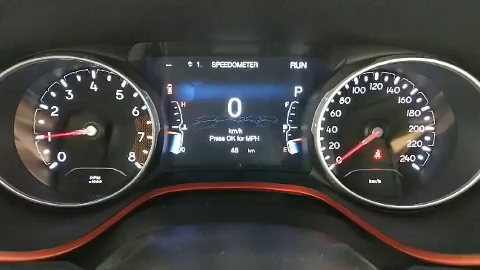 -- 1. SPEEDOMETER RUN
P
H
F
0
km/h
Press OK for MPH
48 km
C
E
0
1
2
3
4
5
6
7
8
0
20
40
60
80
100
120
140
160
180
200
220
240
km/h